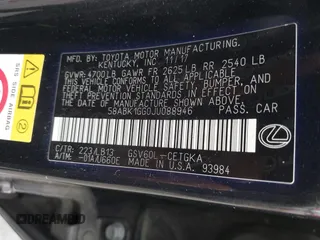 MFD. BY: TOYOTA MOTOR MANUFACTURING.
KENTUCKY, INC. 11/17
GVWR:4700LB GAWR FR 2625LB RR 2540 LB
THIS VEHICLE CONFORMS TO ALL APPLICABLE
FEDERAL MOTOR VEHICLE SAFETY, BUMPER, AND
THEFT PREVENTION STANDARDS IN EFFECT ON
THE DATE OF MANUFACTURE SHOWN ABOVE.
58ABK1GG0JU088946 PASS. CAR
C/TR: 223/LB13 GSV60L-CETGKA
A/TM: -01A/U660E MADE IN U.S.A. 93984
SRS SIDE AIRBAG
© DREAMBID